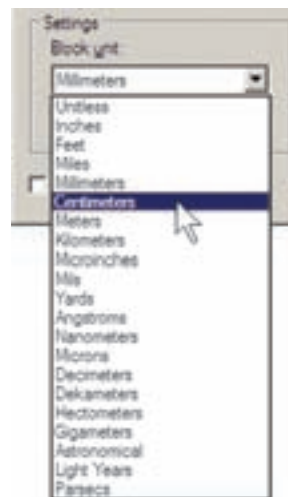 Settings
Block unit:
Millimeters
Unitless
Inches
Feet
Miles
Millimeters
Centimeters
Meters
Kilometers
Microinches
Mils
Yards
Angstroms
Nanometers
Microns
Decimeters
Dekameters
Hectometers
Gigameters
Astronomical
Light Years
Parsecs